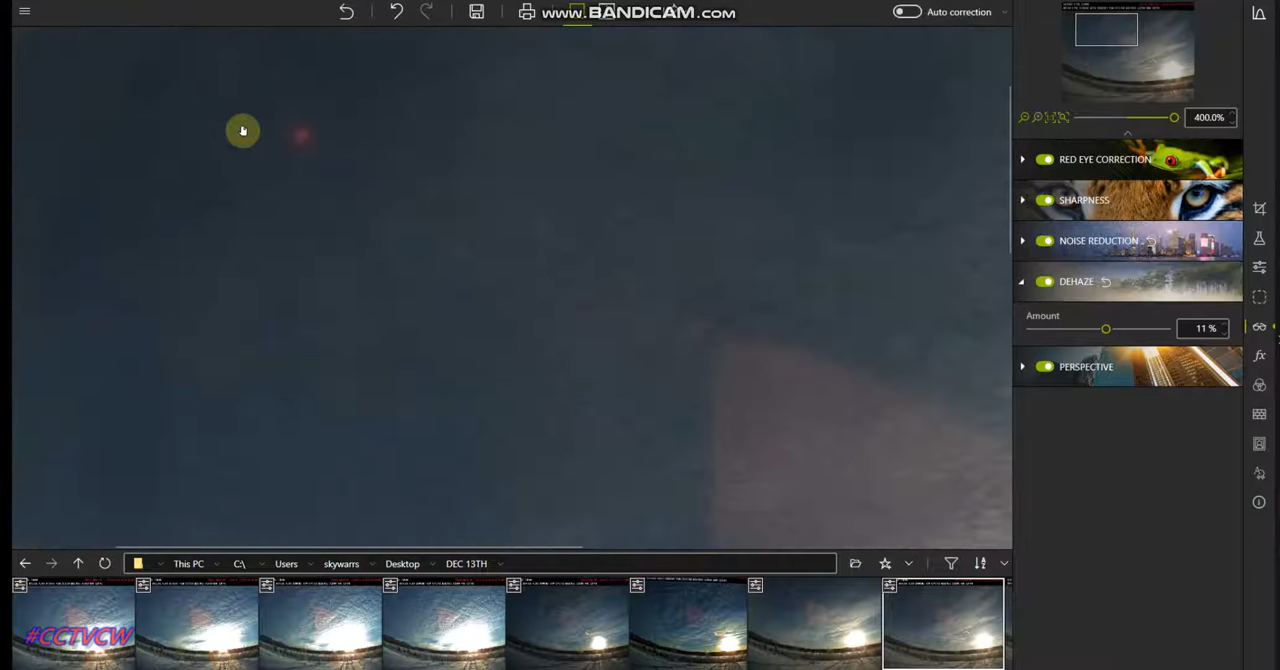 www.BANDICAM.com
Auto correction
400.0%
RED EYE CORRECTION
SHARPNESS
NOISE REDUCTION
DEHAZE
Amount
11 %
PERSPECTIVE
This PC
C:\
Users
skywarrs
Desktop
DEC 13TH
#CCTVCW